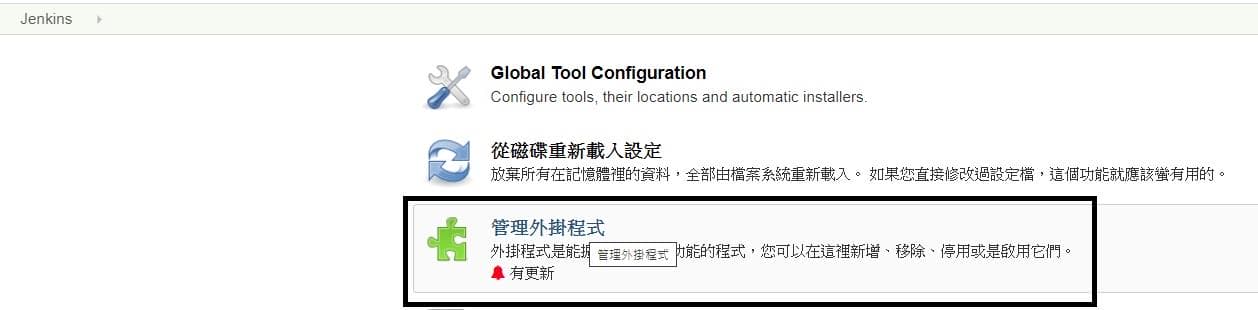 Jenkins
Global Tool Configuration
Configure tools, their locations and automatic installers.
從磁碟重新載入設定
放棄所有在記憶體裡的資料，全部由檔案系統重新載入。 如果您直接修改過設定檔，這個功能就應該蠻有用的。
管理外掛程式
外掛程式是能 功能的程式，您可以在這裡新增、移除、停用或是啟用它們。
管理外掛程式
有更新